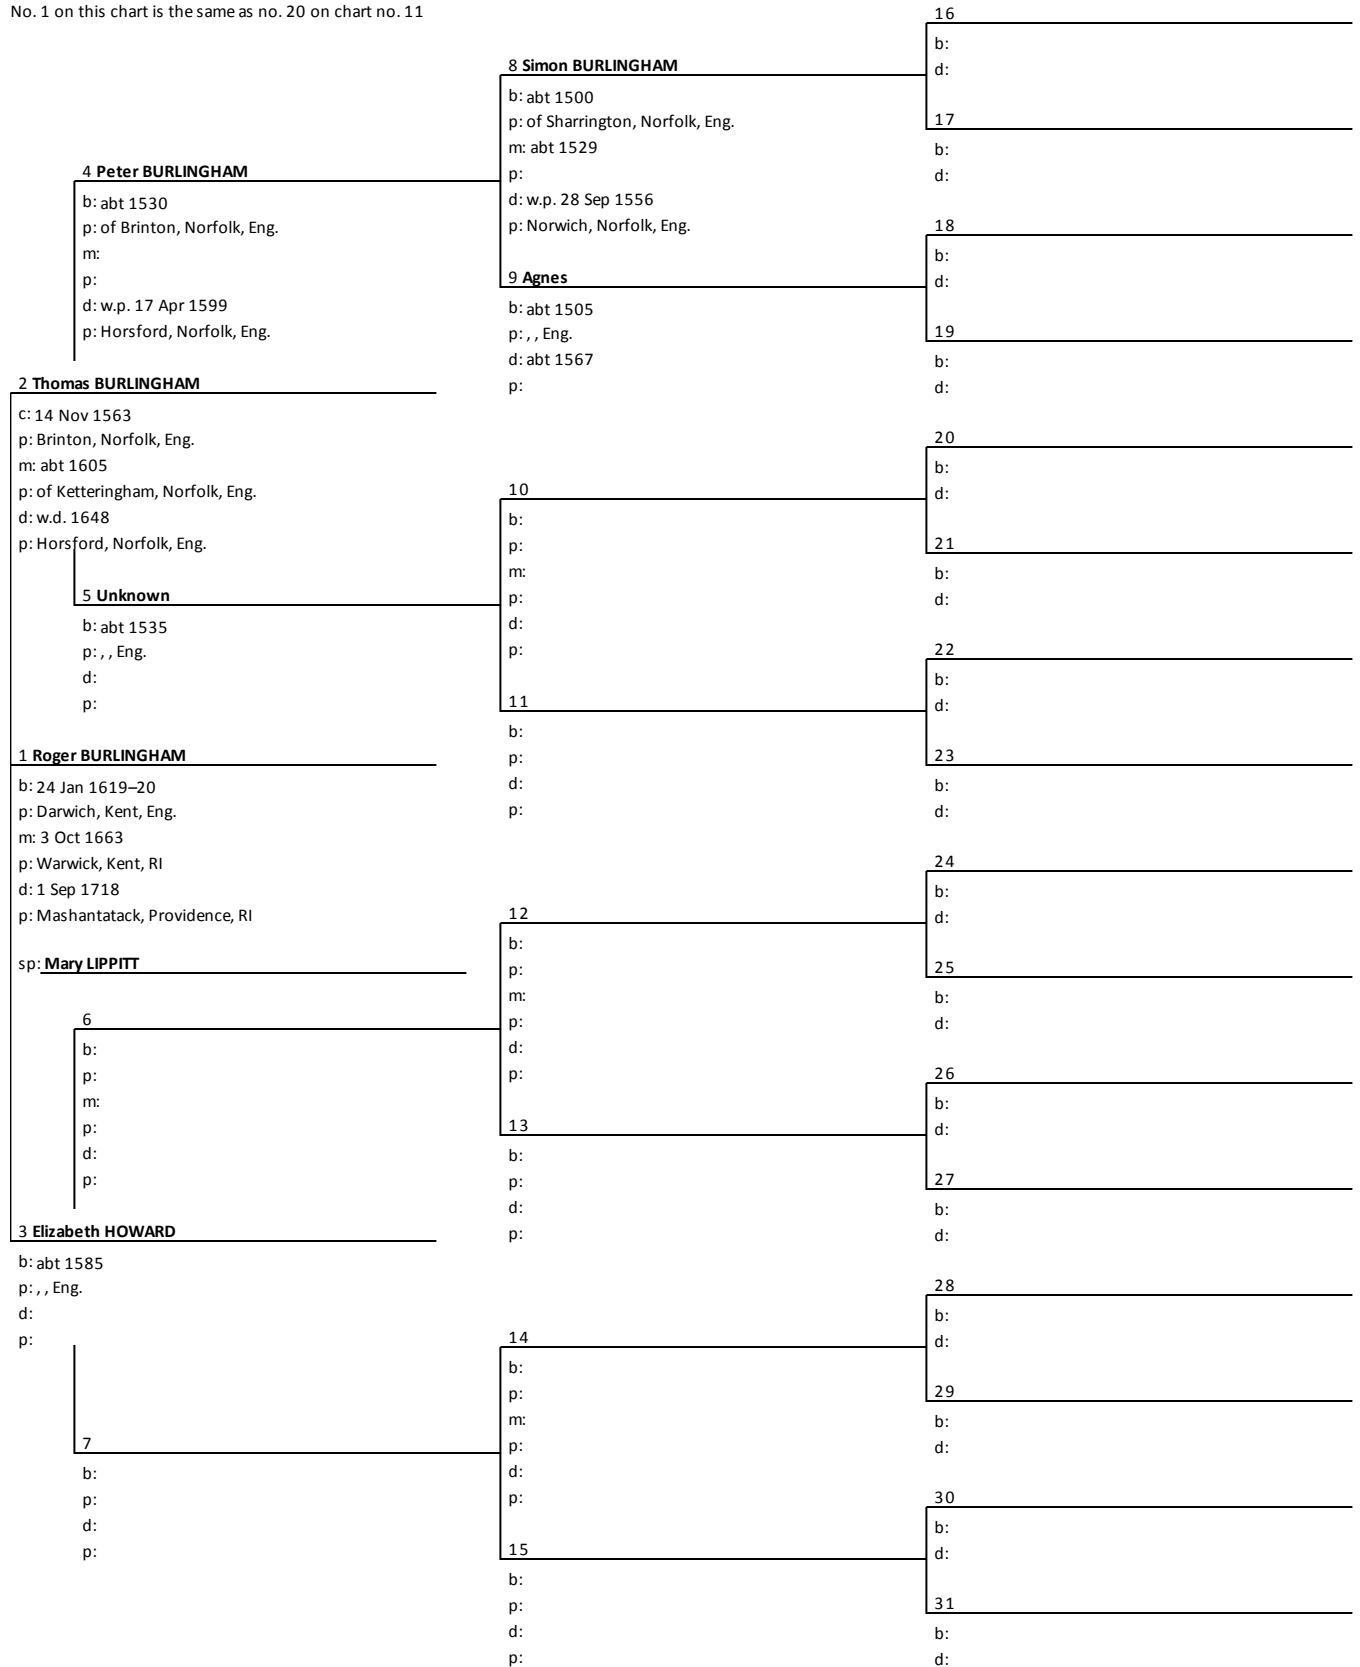 No. 1 on this chart is the same as no. 20 on chart no. 11
16
b:
d:
8 Simon BURLINGHAM
b: abt 1500
p: of Sharrington, Norfolk, Eng.
m: abt 1529
p:
d: w.p. 28 Sep 1556
p: Norwich, Norfolk, Eng.
17
b:
d:
4 Peter BURLINGHAM
b: abt 1530
p: of Brinton, Norfolk, Eng.
m:
p:
d: w.p. 17 Apr 1599
p: Horsford, Norfolk, Eng.
18
b:
d:
9 Agnes
b: abt 1505
p: , , Eng.
d: abt 1567
p:
19
b:
d:
2 Thomas BURLINGHAM
c: 14 Nov 1563
p: Brinton, Norfolk, Eng.
m: abt 1605
p: of Ketteringham, Norfolk, Eng.
d: w.d. 1648
p: Horsford, Norfolk, Eng.
20
b:
d:
10
b:
p:
m:
p:
d:
p:
21
b:
d:
5 Unknown
b: abt 1535
p: , , Eng.
d:
p:
22
b:
d:
11
b:
p:
d:
p:
23
b:
d:
1 Roger BURLINGHAM
b: 24 Jan 1619–20
p: Darwich, Kent, Eng.
m: 3 Oct 1663
p: Warwick, Kent, RI
d: 1 Sep 1718
p: Mashantatack, Providence, RI
sp: Mary LIPPITT
24
b:
d:
12
b:
p:
m:
p:
d:
p:
25
b:
d:
6
b:
p:
m:
p:
d:
p:
26
b:
d:
13
b:
p:
d:
p:
27
b:
d:
3 Elizabeth HOWARD
b: abt 1585
p: , , Eng.
d:
p:
28
b:
d:
14
b:
p:
m:
p:
d:
p:
29
b:
d:
7
b:
p:
d:
p:
30
b:
d:
15
b:
p:
d:
p:
31
b:
d: